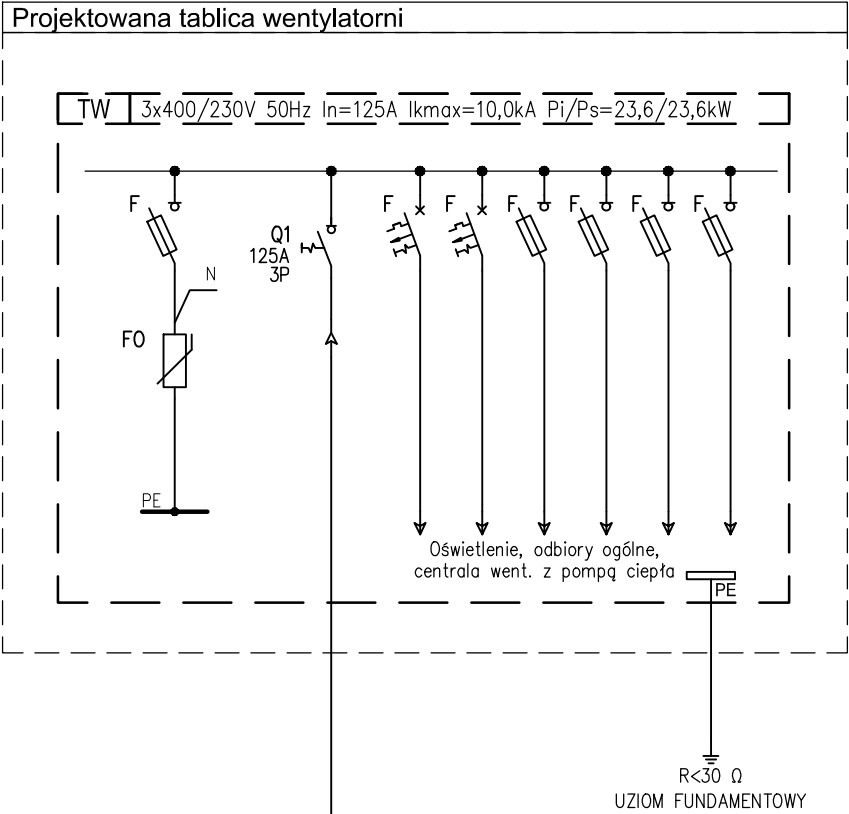 Projektowana tablica wentylatorni
TW 3x400/230V 50Hz In=125A Ikmax=10,0kA Pi/Ps=23,6/23,6kW
F F F F F F F
Q1
125A
3P
N
F0
PE
Oświetlenie, odbiory ogólne,
centrala went. z pompą ciepła
PE
R<30 Ω
UZIOM FUNDAMENTOWY